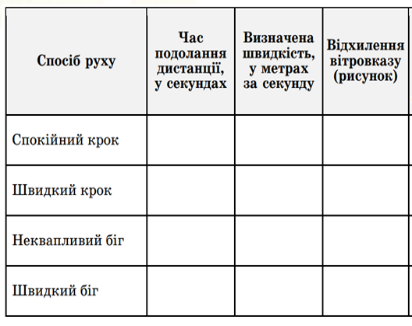 Спосіб руху
Час
подолання
дистанції,
у секундах
Визначена
швидкість,
у метрах
за секунду
Відхилення
вітровказу
(рисунок)
Спокійний крок
Швидкий крок
Неквапливий біг
Швидкий біг